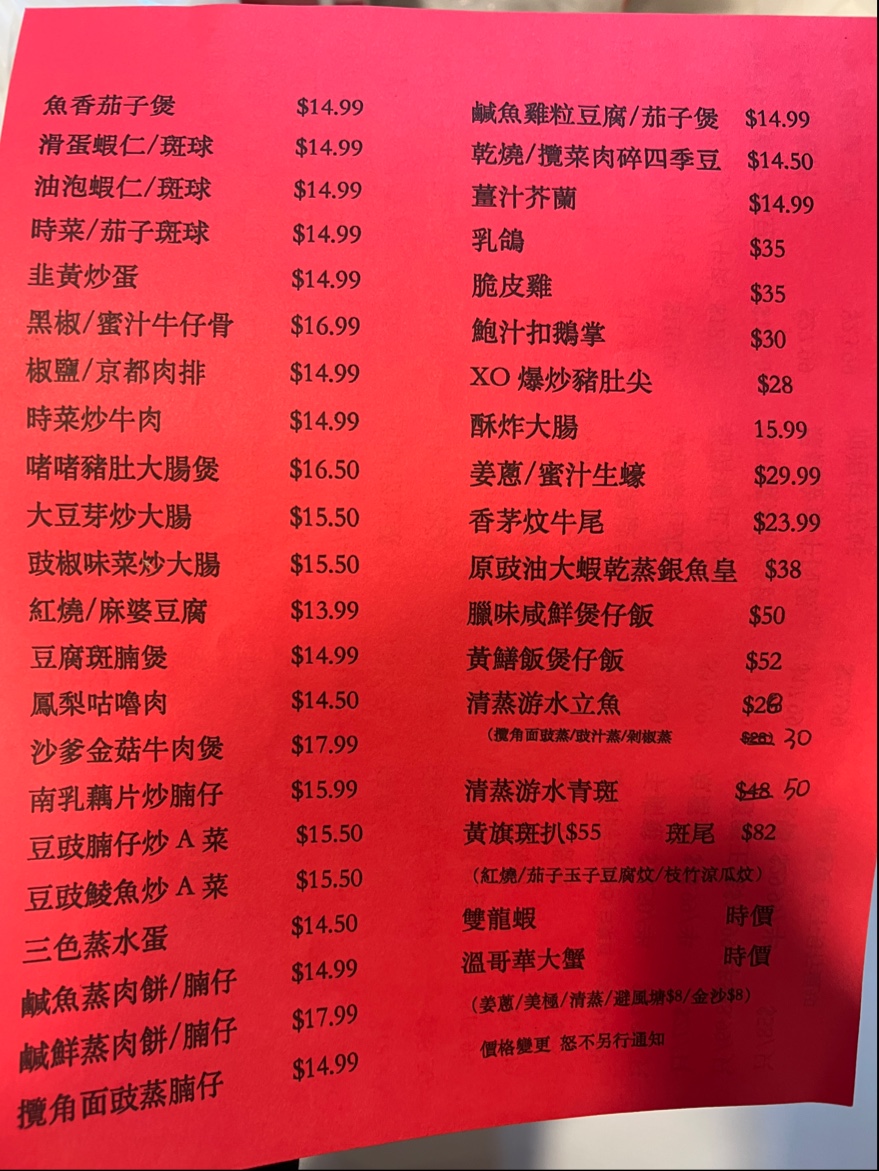 魚香茄子煲 $14.99
滑蛋蝦仁/斑球 $14.99
油泡蝦仁/斑球 $14.99
時菜/茄子斑球 $14.99
韭黃炒蛋 $14.99
黑椒/蜜汁牛仔骨 $16.99
椒鹽/京都肉排 $14.99
時菜炒牛肉 $14.99
啫啫豬肚大腸煲 $16.50
大豆芽炒大腸 $15.50
豉椒味菜炒大腸 $15.50
紅燒/麻婆豆腐 $13.99
豆腐斑腩煲 $14.99
鳳梨咕嚕肉 $14.50
沙爹金菇牛肉煲 $17.99
南乳藕片炒腩仔 $15.99
豆豉腩仔炒 A 菜 $15.50
豆豉鯪魚炒 A 菜 $15.50
三色蒸水蛋 $14.50
鹹魚蒸肉餅/腩仔 $14.99
鹹鮮蒸肉餅/腩仔 $17.99
攬角面豉蒸腩仔 $14.99
鹹魚雞粒豆腐/茄子煲 $14.99
乾燒/攬菜肉碎四季豆 $14.50
薑汁芥蘭 $14.99
乳鴿 $35
脆皮雞 $35
鮑汁扣鵝掌 $30
XO 爆炒豬肚尖 $28
酥炸大腸 15.99
姜蔥/蜜汁生蠔 $29.99
香茅炆牛尾 $23.99
原豉油大蝦乾蒸銀魚皇 $38
臘味咸鮮煲仔飯 $50
黃鱔飯煲仔飯 $52
清蒸游水立魚 $28
(攬角面豉蒸/豉汁蒸/剁椒蒸 $28) 30
清蒸游水青斑 $48 50
黃旗斑扒$55 斑尾 $82
(紅燒/茄子玉子豆腐炆/枝竹涼瓜炆)
雙龍蝦 時價
溫哥華大蟹 時價
(姜蔥/美極/清蒸/避風塘$8/金沙$8)
價格變更 怒不另行通知